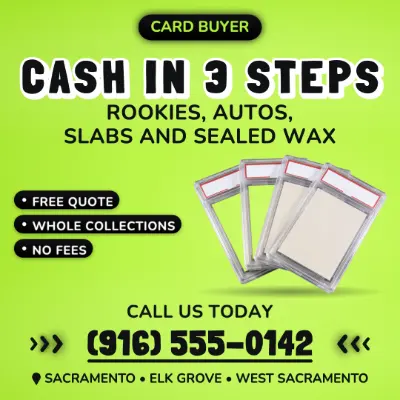 CARD BUYER
CASH IN 3 STEPS
ROOKIES, AUTOS,
SLABS AND SEALED WAX
• FREE QUOTE
• WHOLE COLLECTIONS
• NO FEES
CALL US TODAY
››› (916) 555-0142 ‹‹‹
SACRAMENTO • ELK GROVE • WEST SACRAMENTO